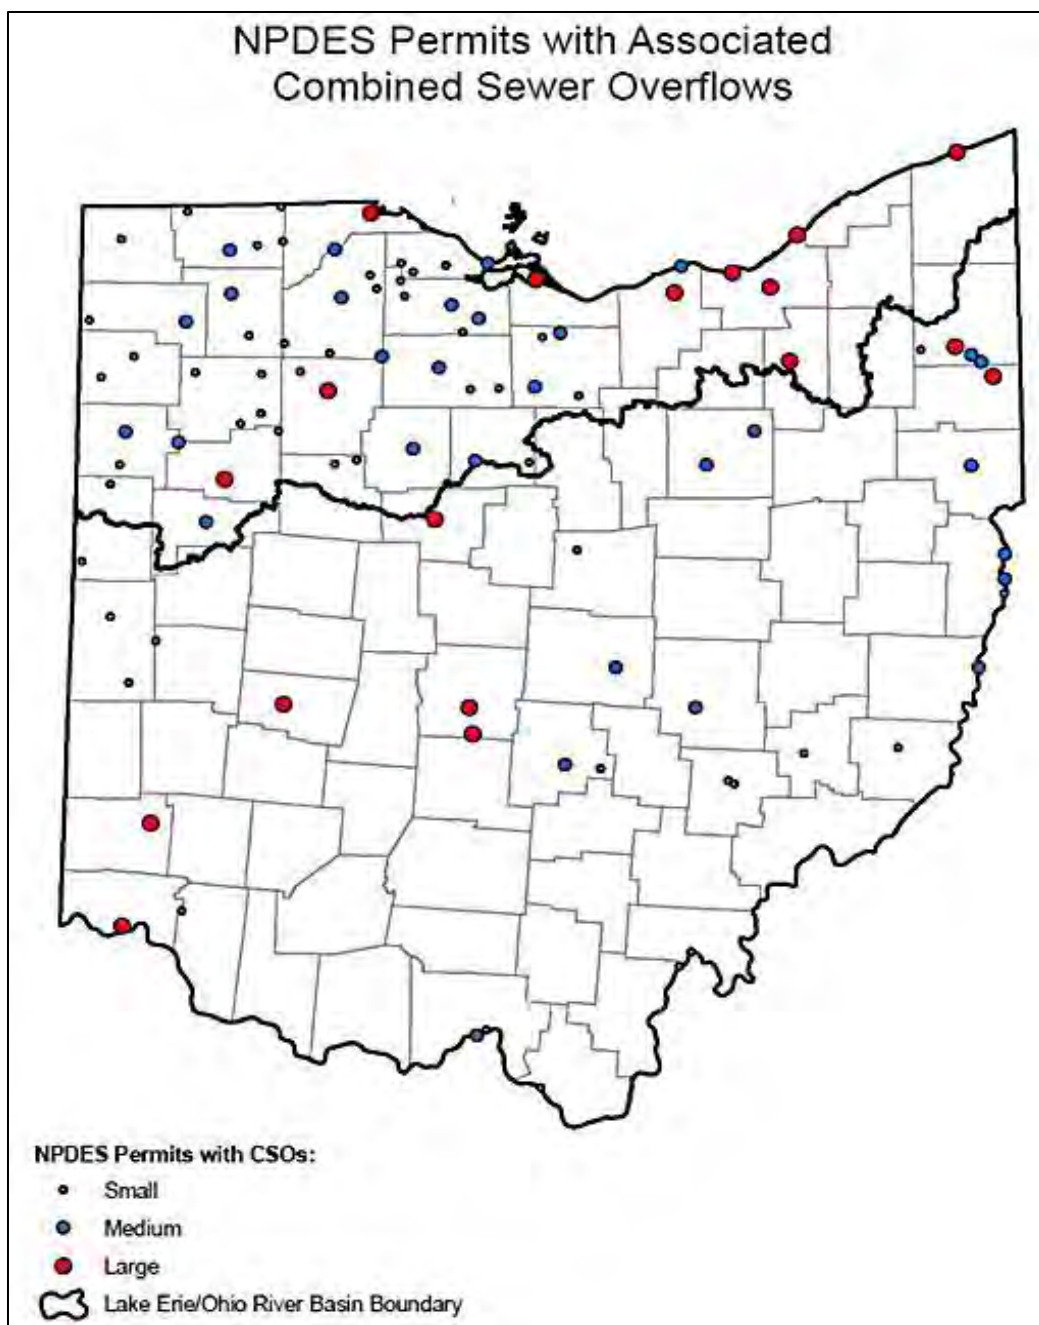 NPDES Permits with Associated
Combined Sewer Overflows
NPDES Permits with CSOs:
Small
Medium
Large
Lake Erie/Ohio River Basin Boundary